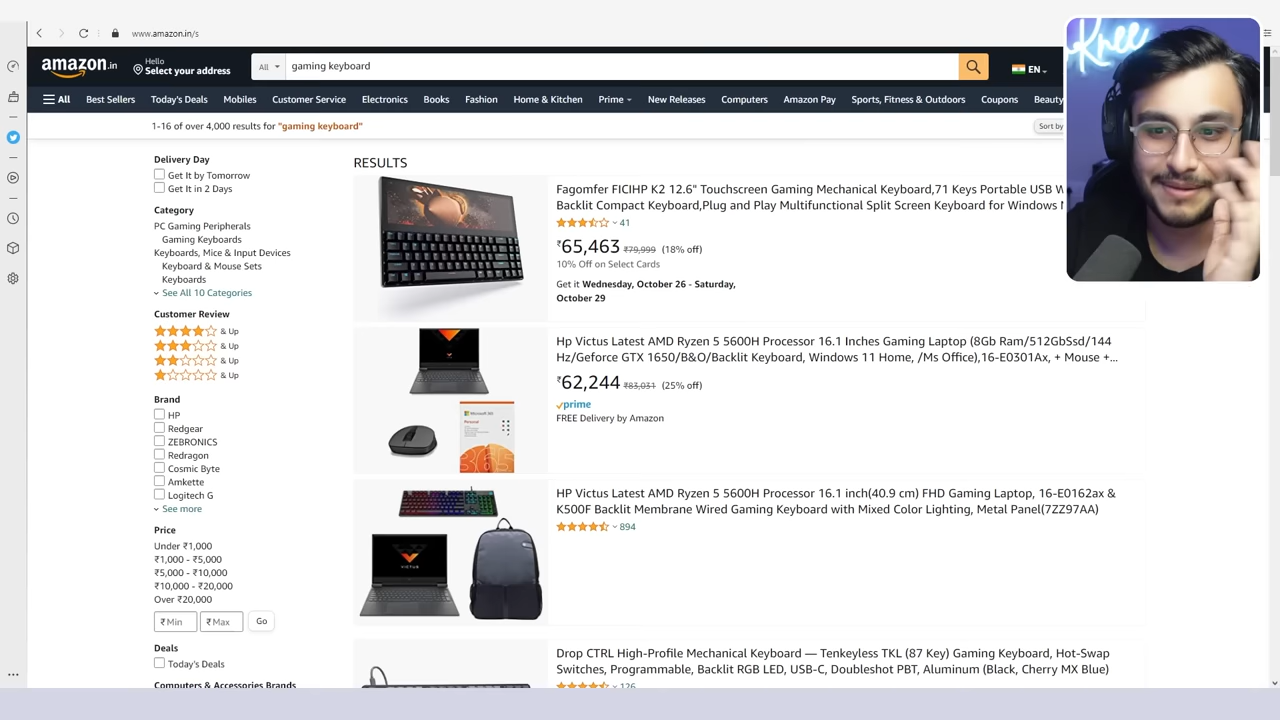 www.amazon.in/s
amazon.in
Hello
Select your address
All
gaming keyboard
EN
All
Best Sellers
Today's Deals
Mobiles
Customer Service
Electronics
Books
Fashion
Home & Kitchen
Prime
New Releases
Computers
Amazon Pay
Sports, Fitness & Outdoors
Coupons
Beauty
1-16 of over 4,000 results for "gaming keyboard"
Sort by
Delivery Day
Get It by Tomorrow
Get It in 2 Days
Category
PC Gaming Peripherals
Gaming Keyboards
Keyboards, Mice & Input Devices
Keyboard & Mouse Sets
Keyboards
See All 10 Categories
Customer Review
& Up
& Up
& Up
& Up
Brand
HP
Redgear
ZEBRONICS
Redragon
Cosmic Byte
Amkette
Logitech G
See more
Price
Under ₹1,000
₹1,000 - ₹5,000
₹5,000 - ₹10,000
₹10,000 - ₹20,000
Over ₹20,000
₹ Min
₹ Max
Go
Deals
Today's Deals
Computers & Accessories Brands
RESULTS
Fagomfer FICIHP K2 12.6" Touchscreen Gaming Mechanical Keyboard,71 Keys Portable USB W
Backlit Compact Keyboard,Plug and Play Multifunctional Split Screen Keyboard for Windows
41
₹65,463 ₹79,999 (18% off)
10% Off on Select Cards
Get it Wednesday, October 26 - Saturday,
October 29
Hp Victus Latest AMD Ryzen 5 5600H Processor 16.1 Inches Gaming Laptop (8Gb Ram/512GbSsd/144
Hz/Geforce GTX 1650/B&O/Backlit Keyboard, Windows 11 Home, /Ms Office),16-E0301Ax, + Mouse +...
₹62,244 ₹83,031 (25% off)
prime
FREE Delivery by Amazon
Microsoft 365
Personal
365
HP Victus Latest AMD Ryzen 5 5600H Processor 16.1 inch(40.9 cm) FHD Gaming Laptop, 16-E0162ax &
K500F Backlit Membrane Wired Gaming Keyboard with Mixed Color Lighting, Metal Panel(7ZZ97AA)
894
VICTUS
Drop CTRL High-Profile Mechanical Keyboard — Tenkeyless TKL (87 Key) Gaming Keyboard, Hot-Swap
Switches, Programmable, Backlit RGB LED, USB-C, Doubleshot PBT, Aluminum (Black, Cherry MX Blue)
126